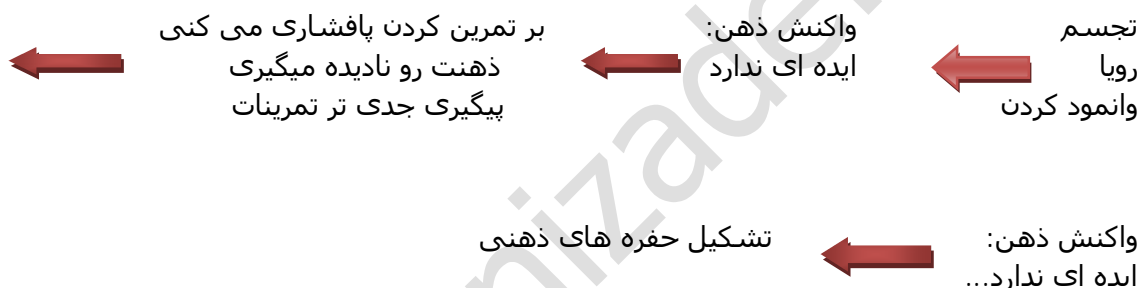 تجسم
رویا
وانمود کردن
واکنش ذهن:
ایده ای ندارد
بر تمرین کردن پافشاری می کنی
ذهنت رو نادیده میگیری
پیگیری جدی تر تمرینات
واکنش ذهن:
ایده ای ندارد...
تشکیل حفره های ذهنی